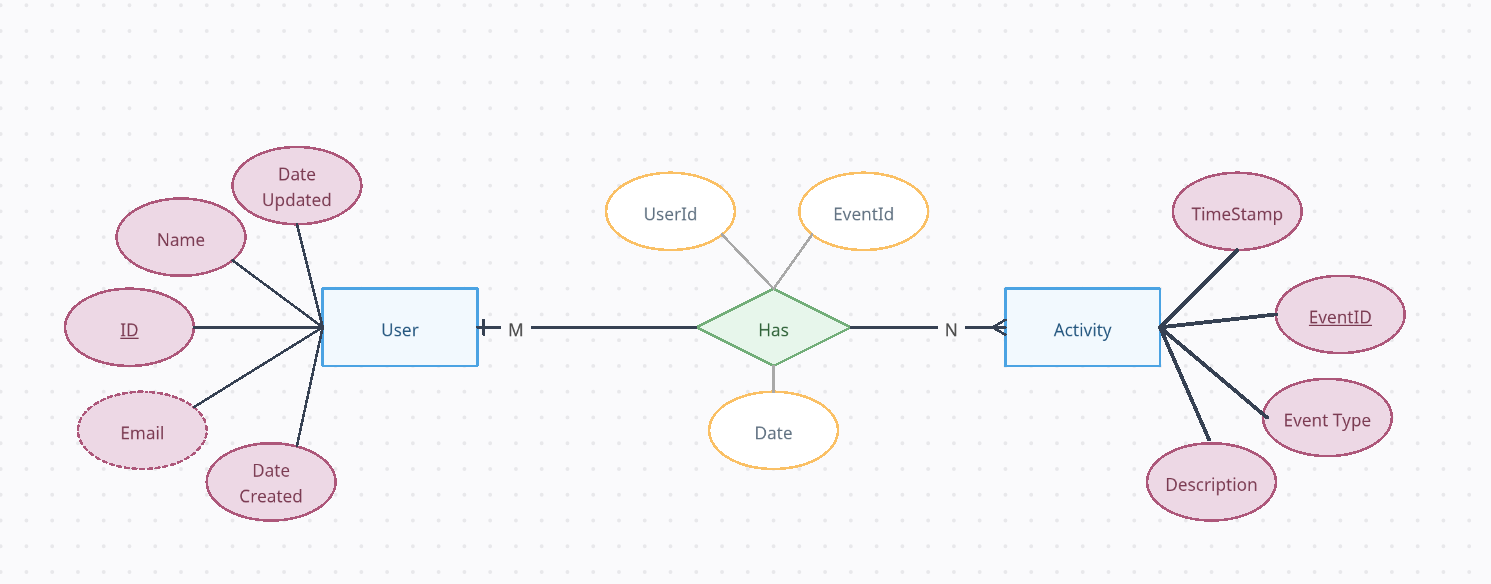 Date
Updated
Name
ID
Email
Date
Created
User
M
UserId
EventId
Has
Date
N
Activity
TimeStamp
EventID
Event Type
Description